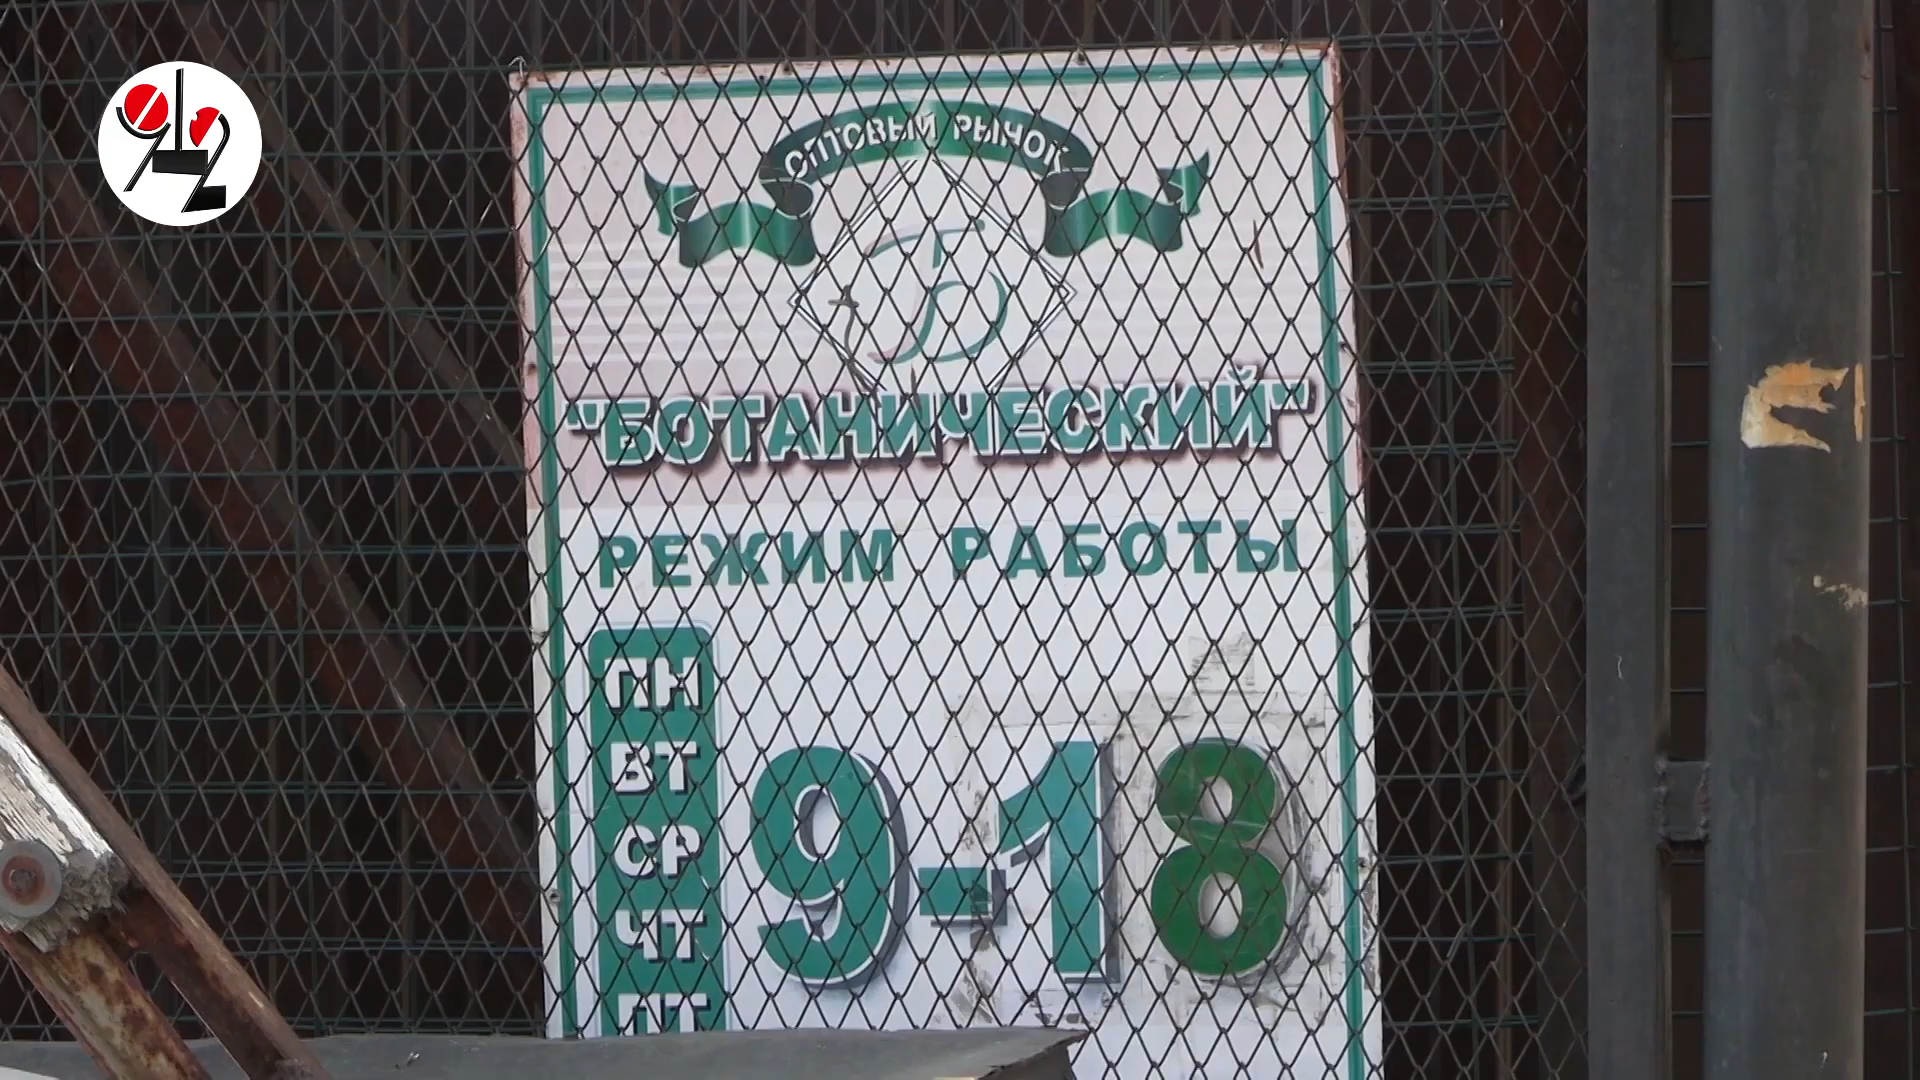 ОПТОВЫЙ РЫНОК
Б
"БОТАНИЧЕСКИЙ"
РЕЖИМ РАБОТЫ
ПН
ВТ
СР
ЧТ
ПТ
9-18